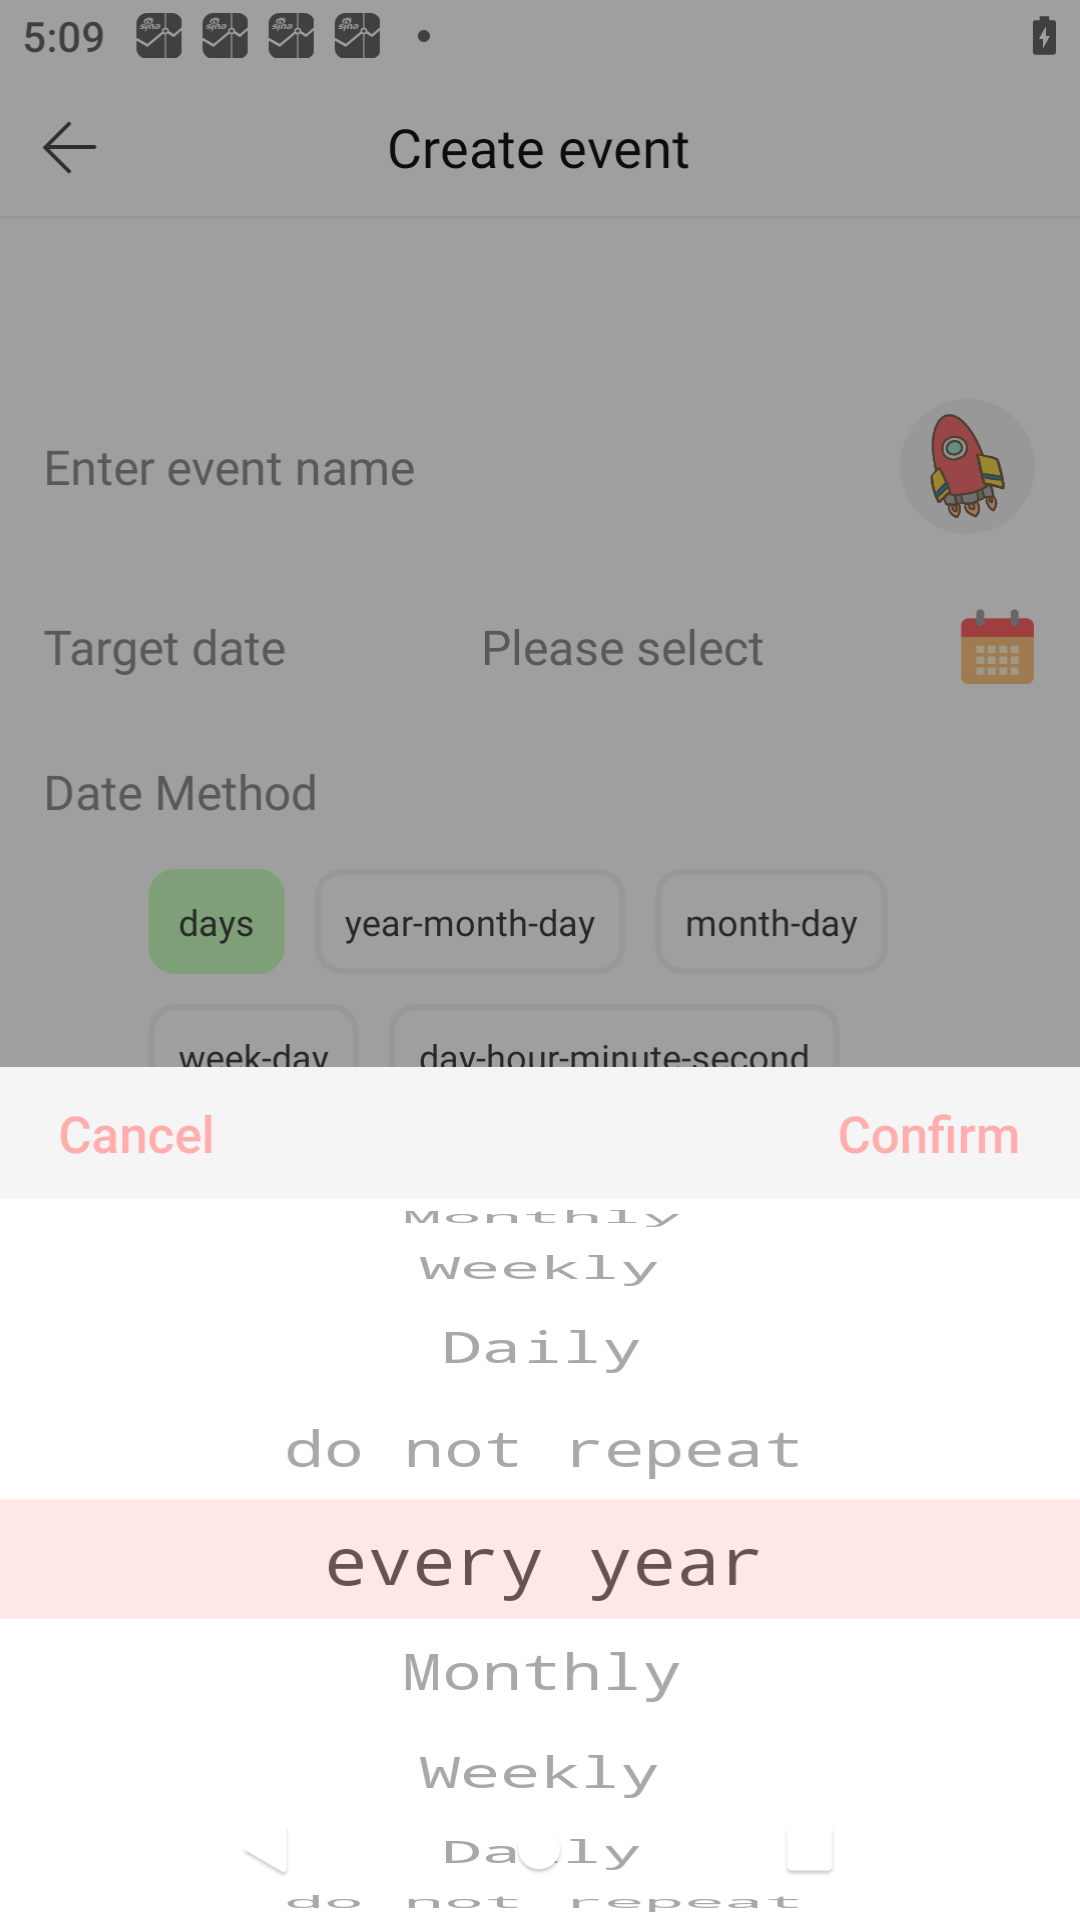 5:09
Create event
Enter event name
Target date Please select
Date Method
days year-month-day month-day
week-day day-hour-minute-second
Cancel Confirm
Monthly
Weekly
Daily
do not repeat
every year
Monthly
Weekly
Daily
do not repeat